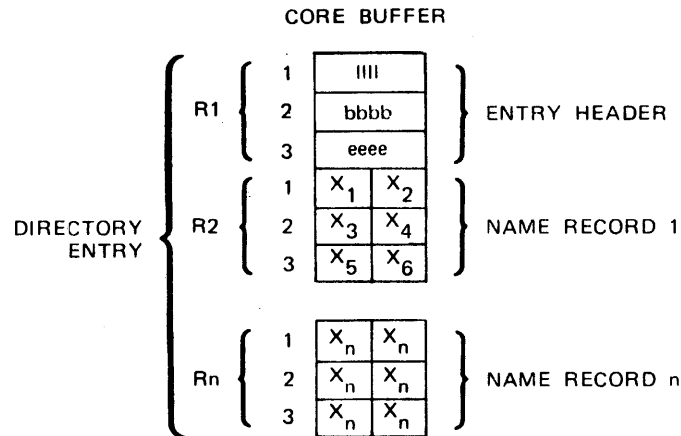 CORE BUFFER
1 llll
R1 2 bbbb ENTRY HEADER
3 eeee
1 X1 X2
DIRECTORY ENTRY R2 2 X3 X4 NAME RECORD 1
3 X5 X6
1 Xn Xn
Rn 2 Xn Xn NAME RECORD n
3 Xn Xn